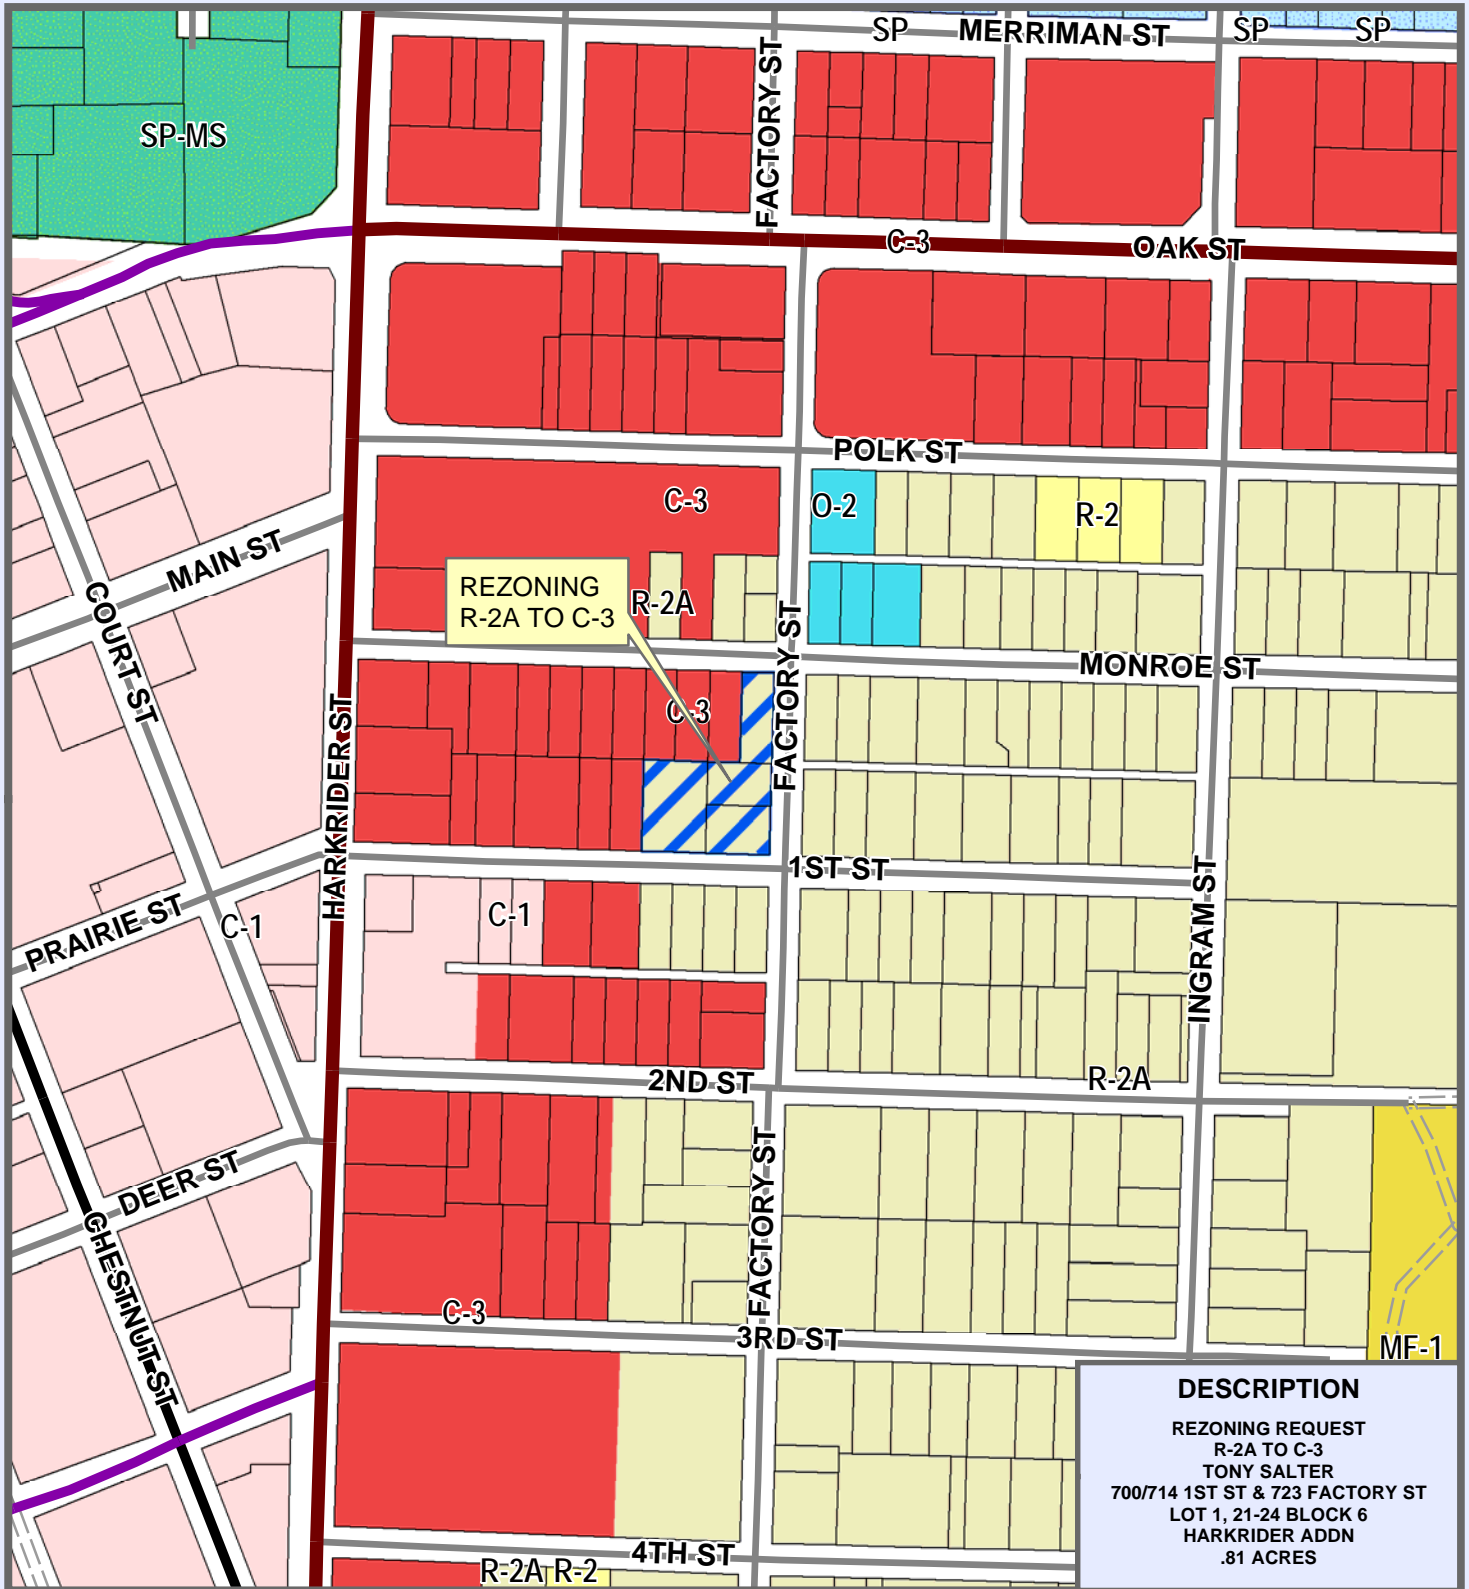 SP
MERRIMAN ST
SP
SP
FACTORY ST
SP-MS
C-3
OAK ST
POLK ST
C-3
O-2
R-2
MAIN ST
REZONING
R-2A TO C-3
R-2A
COURT ST
FACTORY ST
MONROE ST
C-3
HARKRIDER ST
1ST ST
PRAIRIE ST
C-1
C-1
INGRAM ST
2ND ST
R-2A
DEER ST
FACTORY ST
CHESTNUT ST
C-3
3RD ST
MF-1
4TH ST
R-2A
R-2
DESCRIPTION
REZONING REQUEST
R-2A TO C-3
TONY SALTER
700/714 1ST ST & 723 FACTORY ST
LOT 1, 21-24 BLOCK 6
HARKRIDER ADDN
.81 ACRES